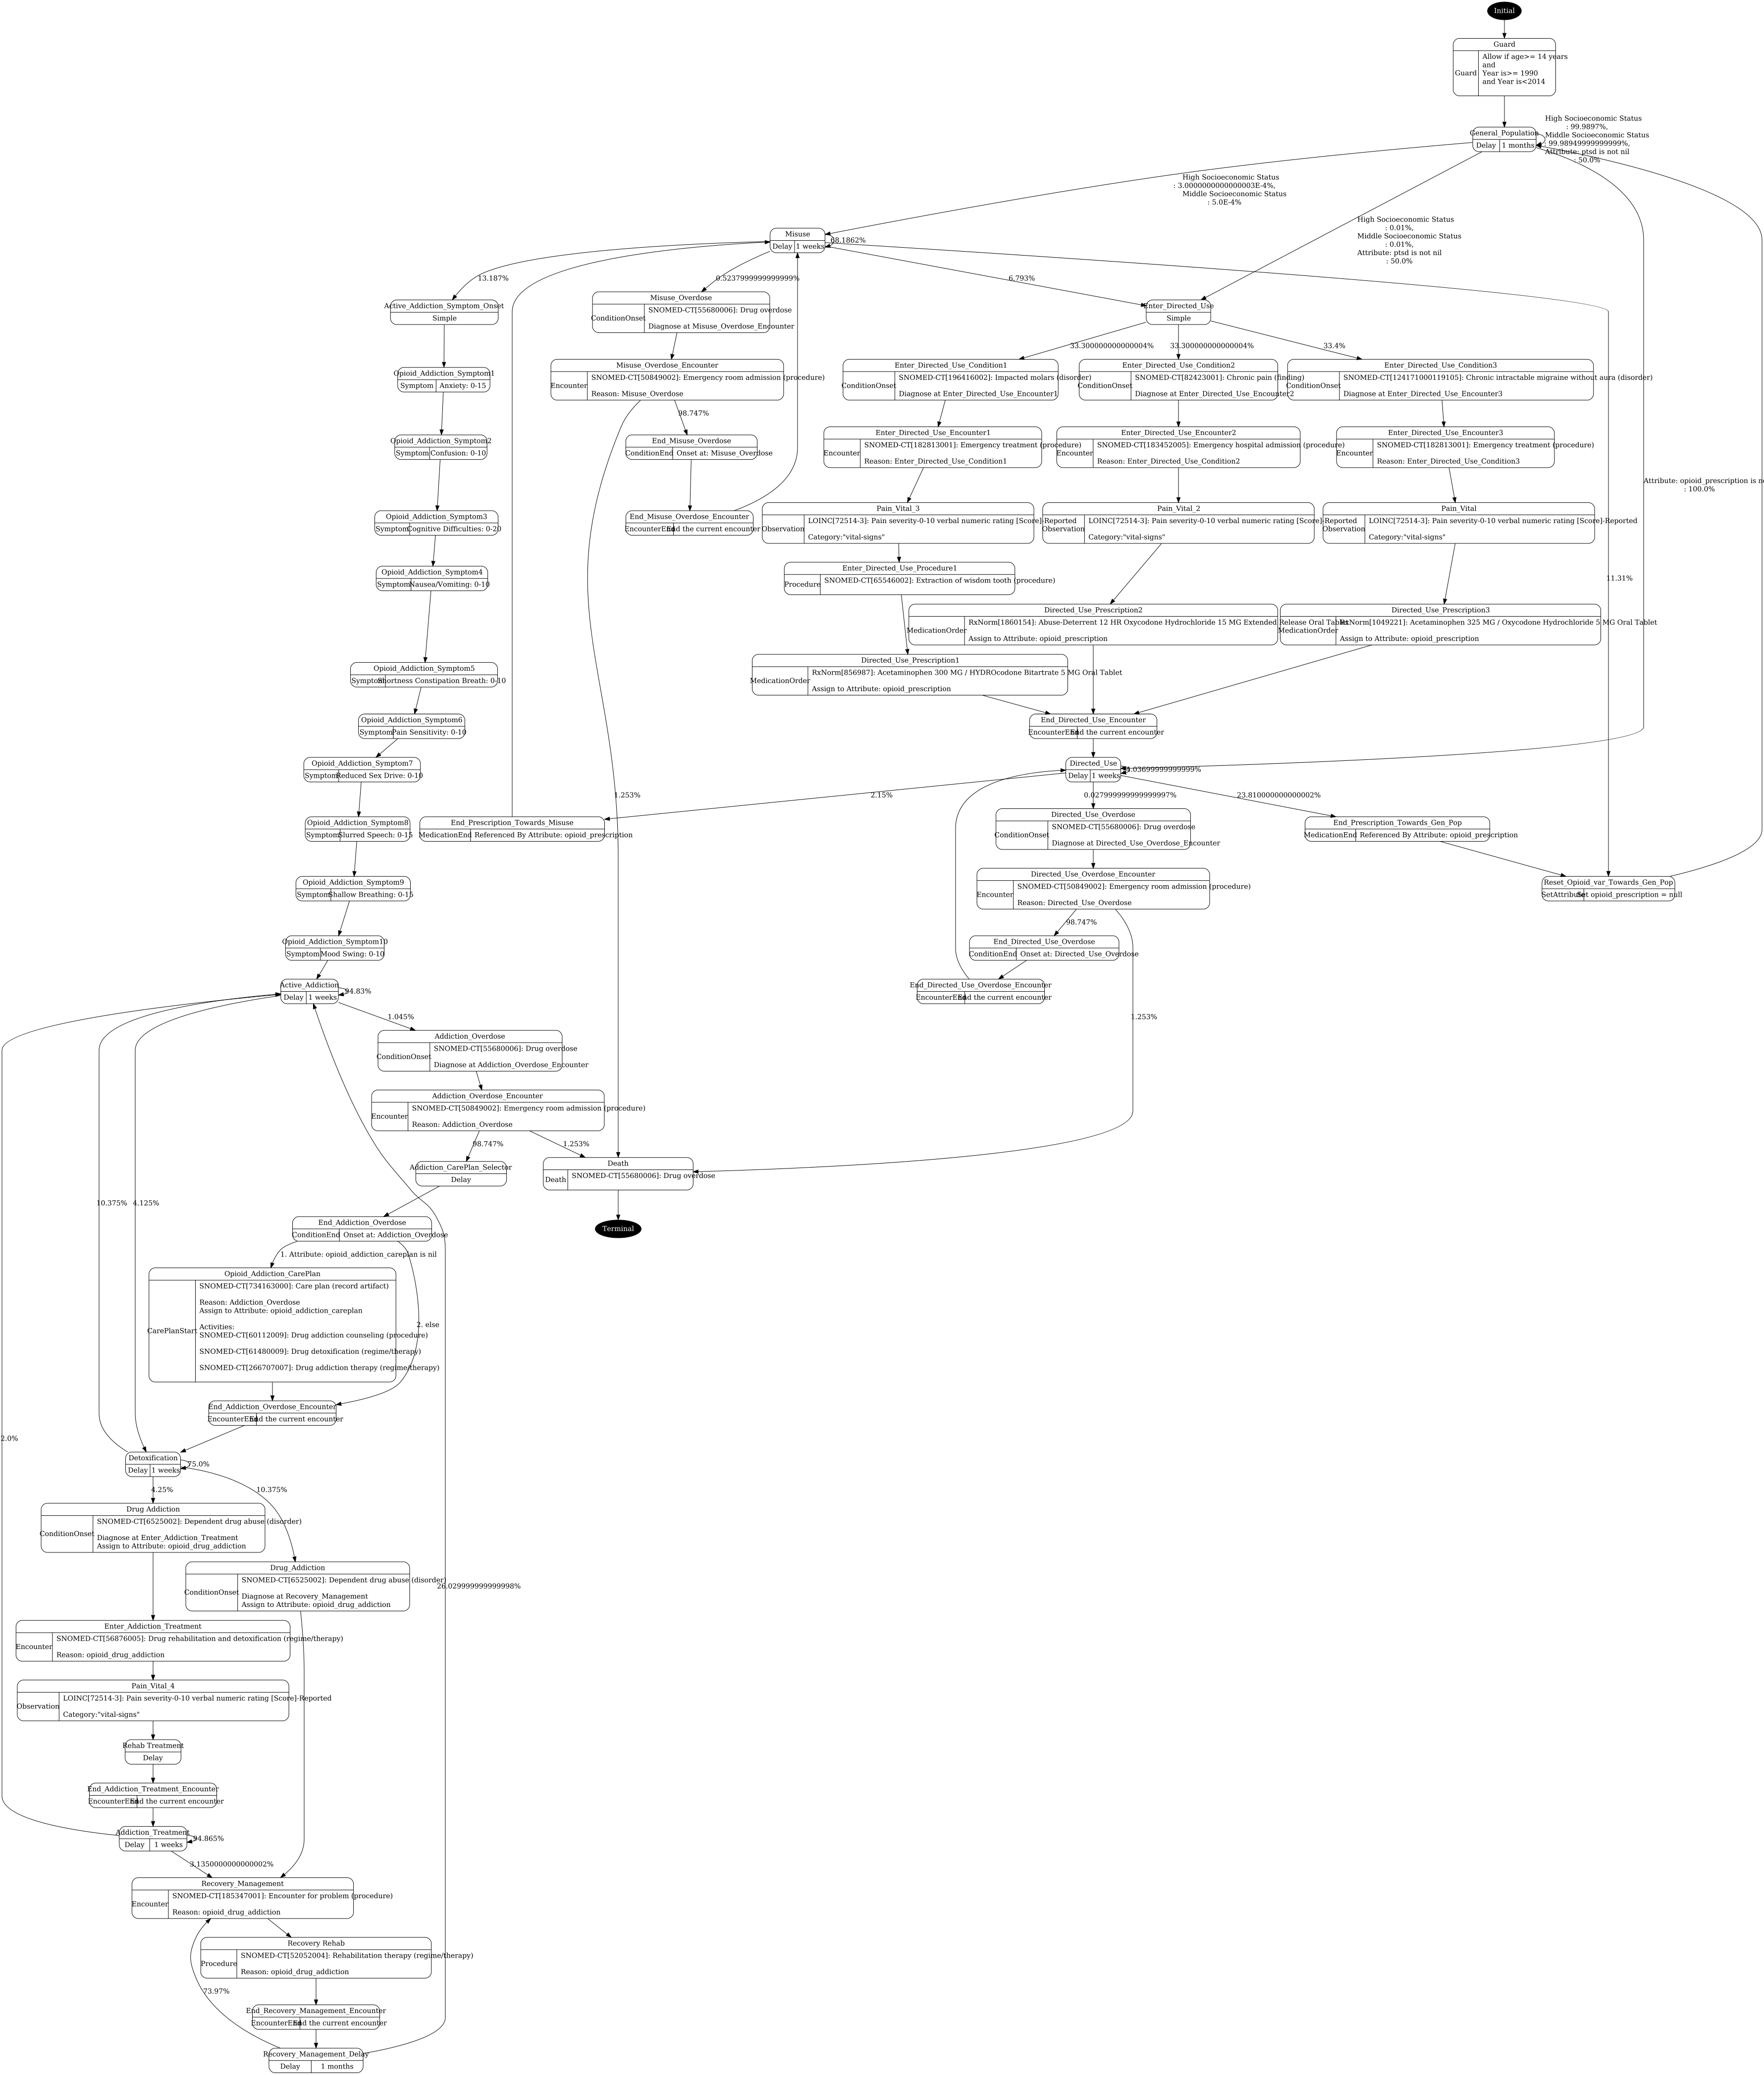 Initial
Guard
Guard
Allow if age>= 14 years
and
Year is>= 1990
and Year is<2014
General_Population
Delay
1 months
High Socioeconomic Status
: 99.9897%,
Middle Socioeconomic Status
: 99.98949999999999%,
Attribute: ptsd is not nil
: 50.0%
High Socioeconomic Status
: 3.0000000000000003E-4%,
Middle Socioeconomic Status
: 5.0E-4%
High Socioeconomic Status
: 0.01%,
Middle Socioeconomic Status
: 0.01%,
Attribute: ptsd is not nil
: 50.0%
Misuse
Delay
1 weeks
68.1862%
13.187%
0.5237999999999999%
6.793%
Active_Addiction_Symptom_Onset
Simple
Misuse_Overdose
ConditionOnset
SNOMED-CT[55680006]: Drug overdose
Diagnose at Misuse_Overdose_Encounter
Enter_Directed_Use
Simple
33.300000000000004%
33.300000000000004%
33.4%
Opioid_Addiction_Symptom1
Symptom
Anxiety: 0-15
Misuse_Overdose_Encounter
Encounter
SNOMED-CT[50849002]: Emergency room admission (procedure)
Reason: Misuse_Overdose
Enter_Directed_Use_Condition1
ConditionOnset
SNOMED-CT[196416002]: Impacted molars (disorder)
Diagnose at Enter_Directed_Use_Encounter1
Enter_Directed_Use_Condition2
ConditionOnset
SNOMED-CT[82423001]: Chronic pain (finding)
Diagnose at Enter_Directed_Use_Encounter2
Enter_Directed_Use_Condition3
ConditionOnset
SNOMED-CT[124171000119105]: Chronic intractable migraine without aura (disorder)
Diagnose at Enter_Directed_Use_Encounter3
98.747%
Opioid_Addiction_Symptom2
Symptom
Confusion: 0-10
End_Misuse_Overdose
ConditionEnd
Onset at: Misuse_Overdose
Enter_Directed_Use_Encounter1
Encounter
SNOMED-CT[182813001]: Emergency treatment (procedure)
Reason: Enter_Directed_Use_Condition1
Enter_Directed_Use_Encounter2
Encounter
SNOMED-CT[183452005]: Emergency hospital admission (procedure)
Reason: Enter_Directed_Use_Condition2
Enter_Directed_Use_Encounter3
Encounter
SNOMED-CT[182813001]: Emergency treatment (procedure)
Reason: Enter_Directed_Use_Condition3
Attribute: opioid_prescription is
: 100.0%
Opioid_Addiction_Symptom3
Symptom
Cognitive Difficulties: 0-20
End_Misuse_Overdose_Encounter
EncounterEnd
End the current encounter
Pain_Vital_3
Observation
LOINC[72514-3]: Pain severity-0-10 verbal numeric rating [Score]-Reported
Category:"vital-signs"
Pain_Vital_2
Observation
LOINC[72514-3]: Pain severity-0-10 verbal numeric rating [Score]-Reported
Category:"vital-signs"
Pain_Vital
Observation
LOINC[72514-3]: Pain severity-0-10 verbal numeric rating [Score]-Reported
Category:"vital-signs"
Opioid_Addiction_Symptom4
Symptom
Nausea/Vomiting: 0-10
Enter_Directed_Use_Procedure1
Procedure
SNOMED-CT[65546002]: Extraction of wisdom tooth (procedure)
11.31%
Directed_Use_Prescription2
MedicationOrder
RxNorm[1860154]: Abuse-Deterrent 12 HR Oxycodone Hydrochloride 15 MG Extended Release Oral Tablet
Assign to Attribute: opioid_prescription
Directed_Use_Prescription3
MedicationOrder
RxNorm[1049221]: Acetaminophen 325 MG / Oxycodone Hydrochloride 5 MG Oral Tablet
Assign to Attribute: opioid_prescription
Opioid_Addiction_Symptom5
Symptom
Shortness Constipation Breath: 0-10
Directed_Use_Prescription1
MedicationOrder
RxNorm[856987]: Acetaminophen 300 MG / HYDROcodone Bitartrate 5 MG Oral Tablet
Assign to Attribute: opioid_prescription
Opioid_Addiction_Symptom6
Symptom
Pain Sensitivity: 0-10
End_Directed_Use_Encounter
EncounterEnd
End the current encounter
Opioid_Addiction_Symptom7
Symptom
Reduced Sex Drive: 0-10
Directed_Use
Delay
1 weeks
1.253%
2.15%
0.027999999999999997%
23.810000000000002%
Opioid_Addiction_Symptom8
Symptom
Slurred Speech: 0-15
End_Prescription_Towards_Misuse
MedicationEnd
Referenced By Attribute: opioid_prescription
Directed_Use_Overdose
ConditionOnset
SNOMED-CT[55680006]: Drug overdose
Diagnose at Directed_Use_Overdose_Encounter
End_Prescription_Towards_Gen_Pop
MedicationEnd
Referenced By Attribute: opioid_prescription
Opioid_Addiction_Symptom9
Symptom
Shallow Breathing: 0-15
Directed_Use_Overdose_Encounter
Encounter
SNOMED-CT[50849002]: Emergency room admission (procedure)
Reason: Directed_Use_Overdose
Reset_Opioid_var_Towards_Gen_Pop
SetAttribute
Set opioid_prescription = null
98.747%
Opioid_Addiction_Symptom10
Symptom
Mood Swing: 0-10
End_Directed_Use_Overdose
ConditionEnd
Onset at: Directed_Use_Overdose
Active_Addiction
Delay
1 weeks
94.83%
End_Directed_Use_Overdose_Encounter
EncounterEnd
End the current encounter
1.045%
1.253%
Addiction_Overdose
ConditionOnset
SNOMED-CT[55680006]: Drug overdose
Diagnose at Addiction_Overdose_Encounter
Addiction_Overdose_Encounter
Encounter
SNOMED-CT[50849002]: Emergency room admission (procedure)
Reason: Addiction_Overdose
98.747%
1.253%
Addiction_CarePlan_Selector
Delay
Death
Death
SNOMED-CT[55680006]: Drug overdose
10.375%
4.125%
End_Addiction_Overdose
ConditionEnd
Onset at: Addiction_Overdose
Terminal
1. Attribute: opioid_addiction_careplan is nil
Opioid_Addiction_CarePlan
CarePlanStart
SNOMED-CT[734163000]: Care plan (record artifact)
Reason: Addiction_Overdose
Assign to Attribute: opioid_addiction_careplan
Activities:
SNOMED-CT[60112009]: Drug addiction counseling (procedure)
SNOMED-CT[61480009]: Drug detoxification (regime/therapy)
SNOMED-CT[266707007]: Drug addiction therapy (regime/therapy)
2. else
End_Addiction_Overdose_Encounter
EncounterEnd
End the current encounter
2.0%
Detoxification
Delay
1 weeks
75.0%
4.25%
10.375%
Drug Addiction
ConditionOnset
SNOMED-CT[6525002]: Dependent drug abuse (disorder)
Diagnose at Enter_Addiction_Treatment
Assign to Attribute: opioid_drug_addiction
Drug_Addiction
ConditionOnset
SNOMED-CT[6525002]: Dependent drug abuse (disorder)
Diagnose at Recovery_Management
Assign to Attribute: opioid_drug_addiction
26.029999999999998%
Enter_Addiction_Treatment
Encounter
SNOMED-CT[56876005]: Drug rehabilitation and detoxification (regime/therapy)
Reason: opioid_drug_addiction
Pain_Vital_4
Observation
LOINC[72514-3]: Pain severity-0-10 verbal numeric rating [Score]-Reported
Category:"vital-signs"
Rehab Treatment
Delay
End_Addiction_Treatment_Encounter
EncounterEnd
End the current encounter
Addiction_Treatment
Delay
1 weeks
94.865%
3.1350000000000002%
Recovery_Management
Encounter
SNOMED-CT[185347001]: Encounter for problem (procedure)
Reason: opioid_drug_addiction
Recovery Rehab
Procedure
SNOMED-CT[52052004]: Rehabilitation therapy (regime/therapy)
Reason: opioid_drug_addiction
73.97%
End_Recovery_Management_Encounter
EncounterEnd
End the current encounter
Recovery_Management_Delay
Delay
1 months